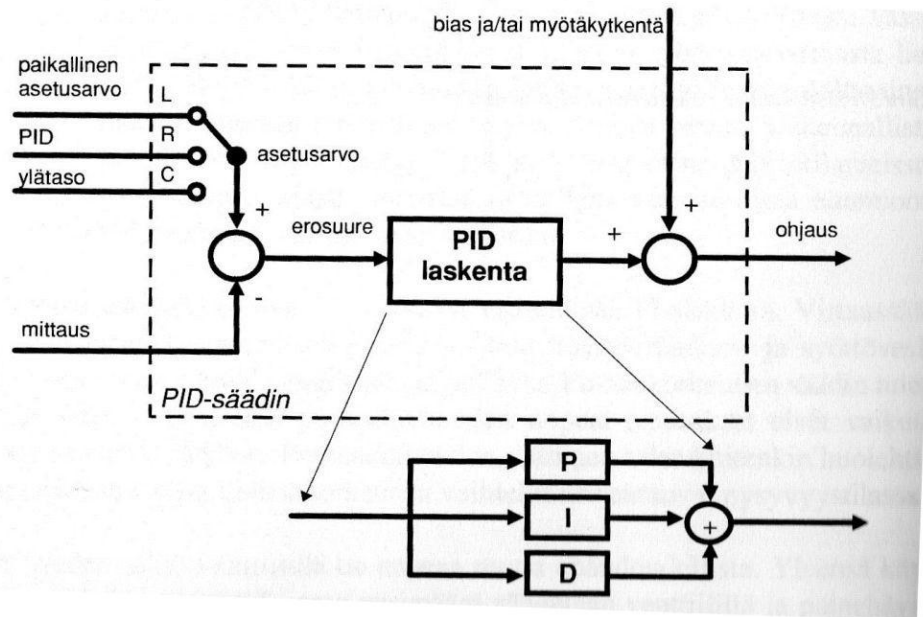 bias ja/tai myötäkytkentä
paikallinen
asetusarvo
L
R
PID
asetusarvo
ylätaso
C
+
+
erosuure
PID
laskenta
+
ohjaus
-
mittaus
PID-säädin
P
I
+
D